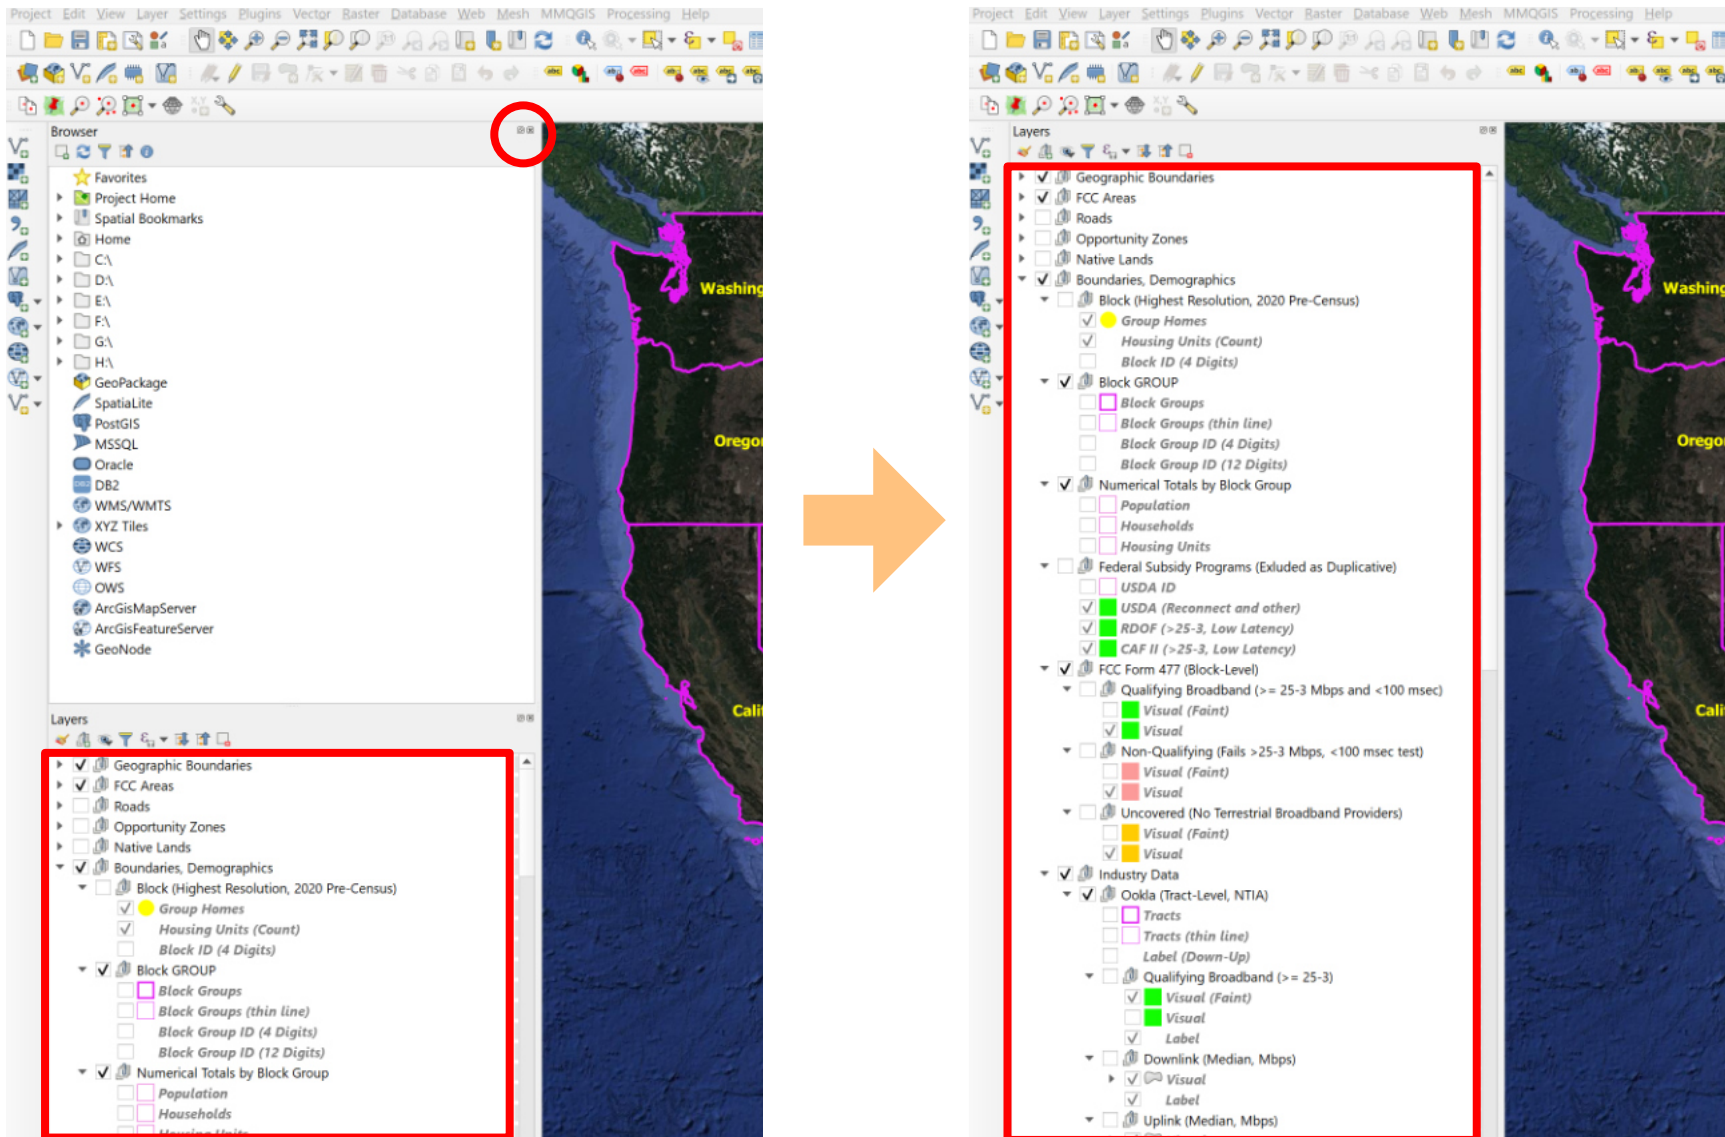 Project Edit View Layer Settings Plugins Vector Raster Database Web Mesh MMQGIS Processing Help
Browser
Favorites
Project Home
Spatial Bookmarks
Home
C:\
D:\
E:\
F:\
G:\
H:\
GeoPackage
SpatiaLite
PostGIS
MSSQL
Oracle
DB2
WMS/WMTS
XYZ Tiles
WCS
WFS
OWS
ArcGisMapServer
ArcGisFeatureServer
GeoNode
Layers
Geographic Boundaries
FCC Areas
Roads
Opportunity Zones
Native Lands
Boundaries, Demographics
Block (Highest Resolution, 2020 Pre-Census)
Group Homes
Housing Units (Count)
Block ID (4 Digits)
Block GROUP
Block Groups
Block Groups (thin line)
Block Group ID (4 Digits)
Block Group ID (12 Digits)
Numerical Totals by Block Group
Population
Households
Housing Units
Washing
Orego
Cali
Project Edit View Layer Settings Plugins Vector Raster Database Web Mesh MMQGIS Processing Help
Layers
Geographic Boundaries
FCC Areas
Roads
Opportunity Zones
Native Lands
Boundaries, Demographics
Block (Highest Resolution, 2020 Pre-Census)
Group Homes
Housing Units (Count)
Block ID (4 Digits)
Block GROUP
Block Groups
Block Groups (thin line)
Block Group ID (4 Digits)
Block Group ID (12 Digits)
Numerical Totals by Block Group
Population
Households
Housing Units
Federal Subsidy Programs (Exluded as Duplicative)
USDA ID
USDA (Reconnect and other)
RDOF (>25-3, Low Latency)
CAF II (>25-3, Low Latency)
FCC Form 477 (Block-Level)
Qualifying Broadband (>= 25-3 Mbps and <100 msec)
Visual (Faint)
Visual
Non-Qualifying (Fails >25-3 Mbps, <100 msec test)
Visual (Faint)
Visual
Uncovered (No Terrestrial Broadband Providers)
Visual (Faint)
Visual
Industry Data
Ookla (Tract-Level, NTIA)
Tracts
Tracts (thin line)
Label (Down-Up)
Qualifying Broadband (>= 25-3)
Visual (Faint)
Visual
Label
Downlink (Median, Mbps)
Visual
Label
Uplink (Median, Mbps)
Washing
Orego
Cali